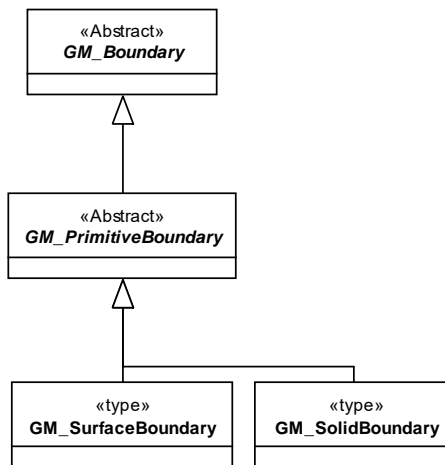 «Abstract»
GM_Boundary
«Abstract»
GM_PrimitiveBoundary
«type»
GM_SurfaceBoundary
«type»
GM_SolidBoundary